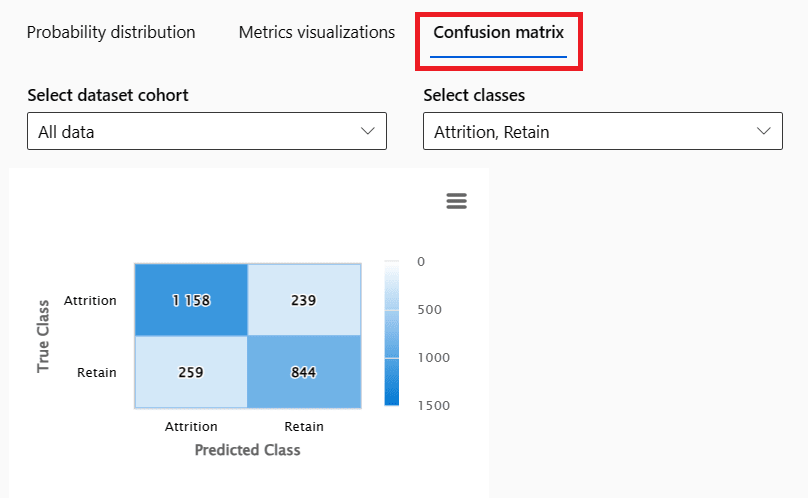 Probability distribution Metrics visualizations Confusion matrix
Select dataset cohort Select classes
All data Attrition, Retain
0
Attrition 1 158 239
500
True Class
1000
Retain 259 844
1500
Attrition Retain
Predicted Class